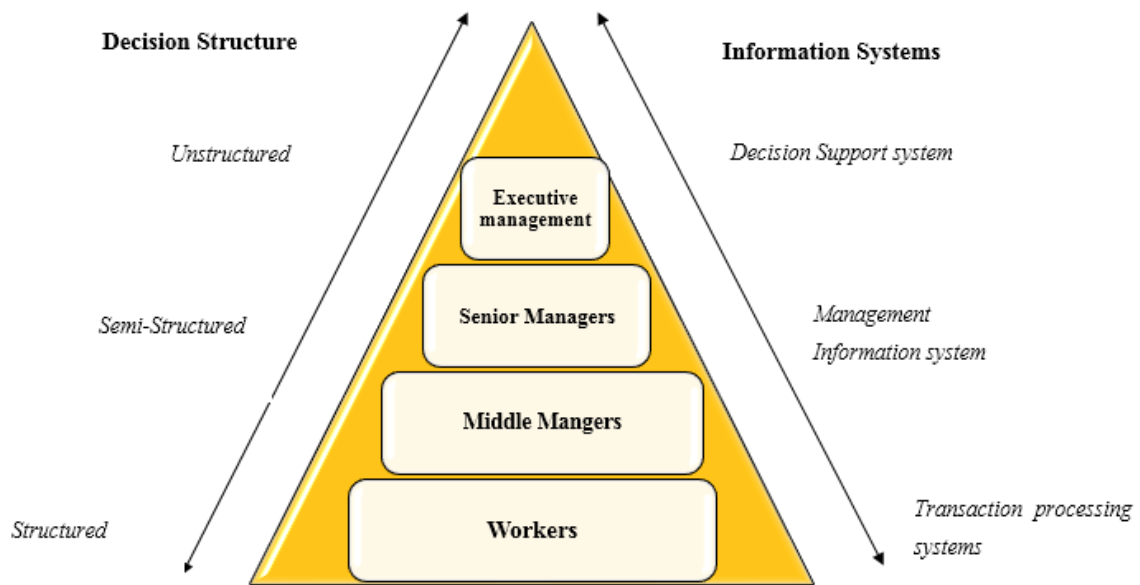 Decision Structure
Information Systems
Unstructured
Decision Support system
Executive
management
Semi-Structured
Senior Managers
Management
Information system
Middle Mangers
Structured
Workers
Transaction processing
systems